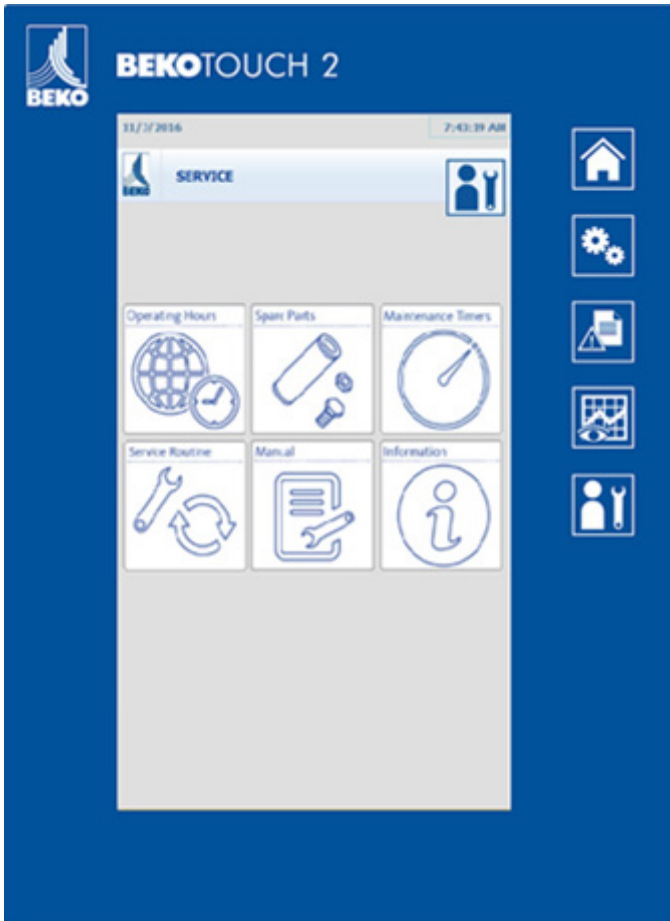 BEKO
BEKOTOUCH 2
11/3/2016 7:43:19 AM
BEKO SERVICE
Operating Hours Spare Parts Maintenance Timers
Service Routine Manual Information